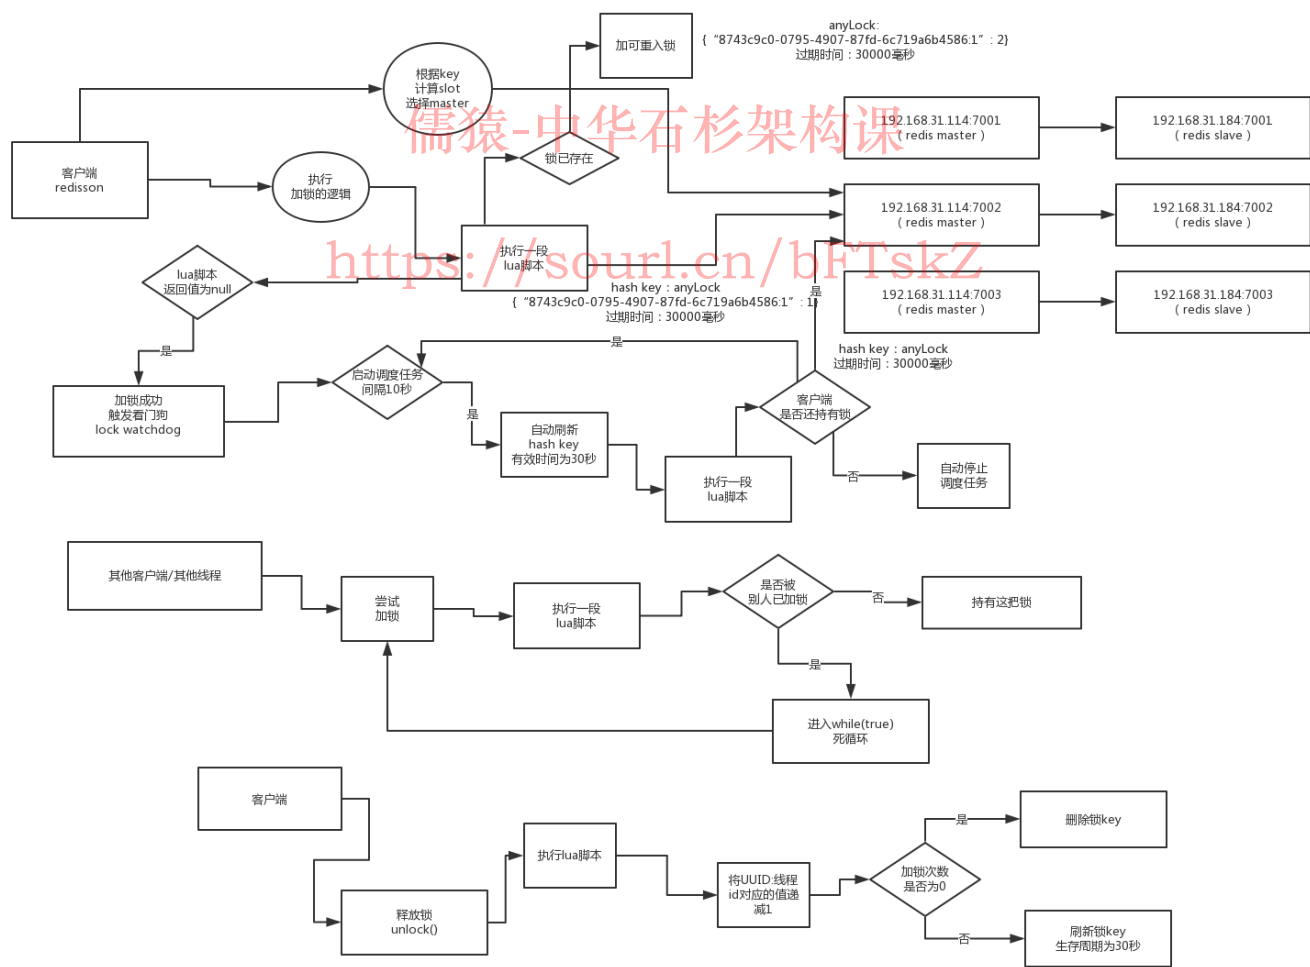 anyLock:
{“8743c9c0-0795-4907-87fd-6c719a6b4586:1”: 2}
过期时间：30000毫秒
加可重入锁
根据key
计算slot
选择master
儒猿-中华石杉架构课
192.168.31.114:7001
( redis master )
192.168.31.184:7001
( redis slave )
锁已存在
客户端
redisson
执行
加锁的逻辑
192.168.31.114:7002
( redis master )
192.168.31.184:7002
( redis slave )
执行一段
lua脚本
https://sourl.cn/bFTskZ
lua脚本
返回值为null
hash key：anyLock
{“8743c9c0-0795-4907-87fd-6c719a6b4586:1”: 1}
过期时间：30000毫秒
是
192.168.31.114:7003
( redis master )
192.168.31.184:7003
( redis slave )
是
是
hash key：anyLock
过期时间：30000毫秒
启动调度任务
间隔10秒
加锁成功
触发看门狗
lock watchdog
客户端
是否还持有锁
是
自动刷新
hash key
有效时间为30秒
执行一段
lua脚本
否
自动停止
调度任务
其他客户端/其他线程
尝试
加锁
执行一段
lua脚本
是否被
别人已加锁
否
持有这把锁
是
进入while(true)
死循环
客户端
释放锁
unlock()
执行lua脚本
将UUID:线程
id对应的值递
减1
加锁次数
是否为0
是
删除锁key
否
刷新锁key
生存周期为30秒